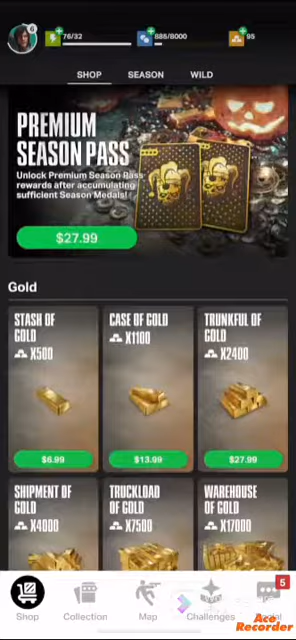 6
76/32
885/8000
95
SHOP
SEASON
WILD
PREMIUM
SEASON PASS
Unlock Premium Season Pass
rewards after accumulating
sufficient Season Medals!
$27.99
Gold
STASH OF
GOLD
X500
CASE OF GOLD
X1100
TRUNKFUL OF
GOLD
X2400
$6.99
$13.99
$27.99
SHIPMENT OF
GOLD
X4000
TRUCKLOAD
OF GOLD
X7500
WAREHOUSE
OF GOLD
X17000
5
Shop
Collection
Map
Challenges
Ace
Recorder